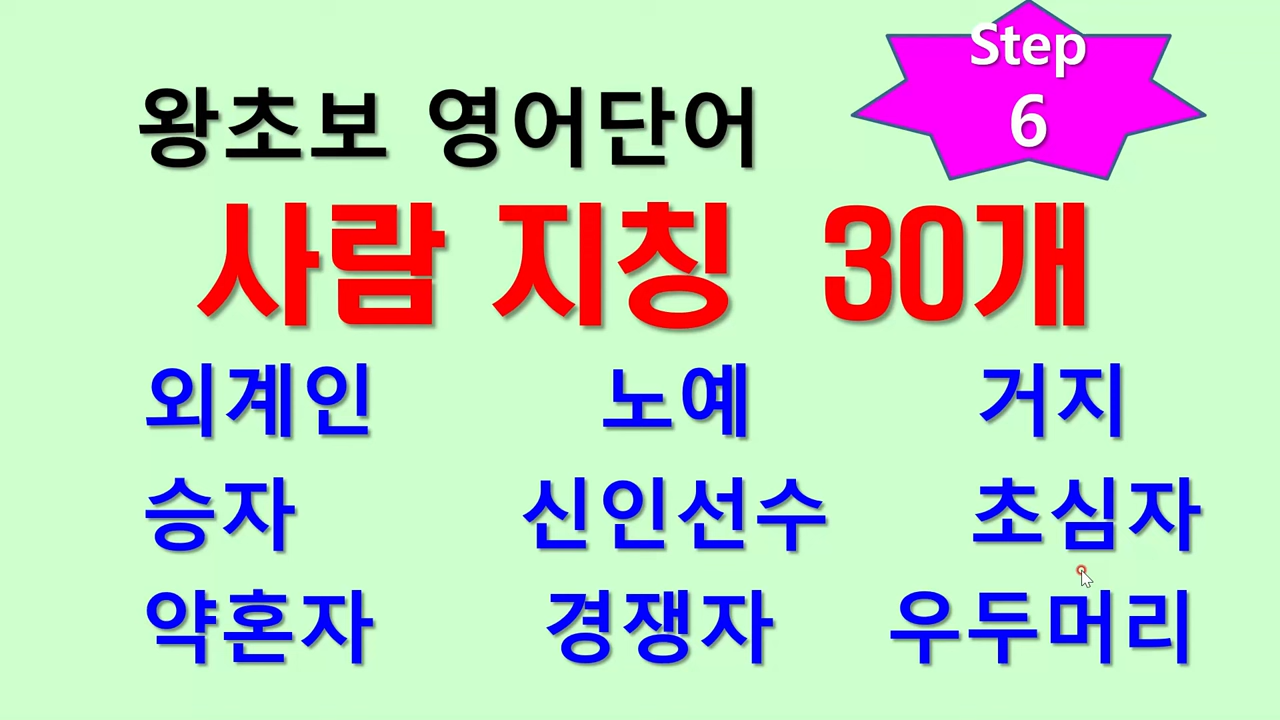 Step
6
왕초보 영어단어
사람 지칭 30개
외계인 노예 거지
승자 신인선수 초심자
약혼자 경쟁자 우두머리